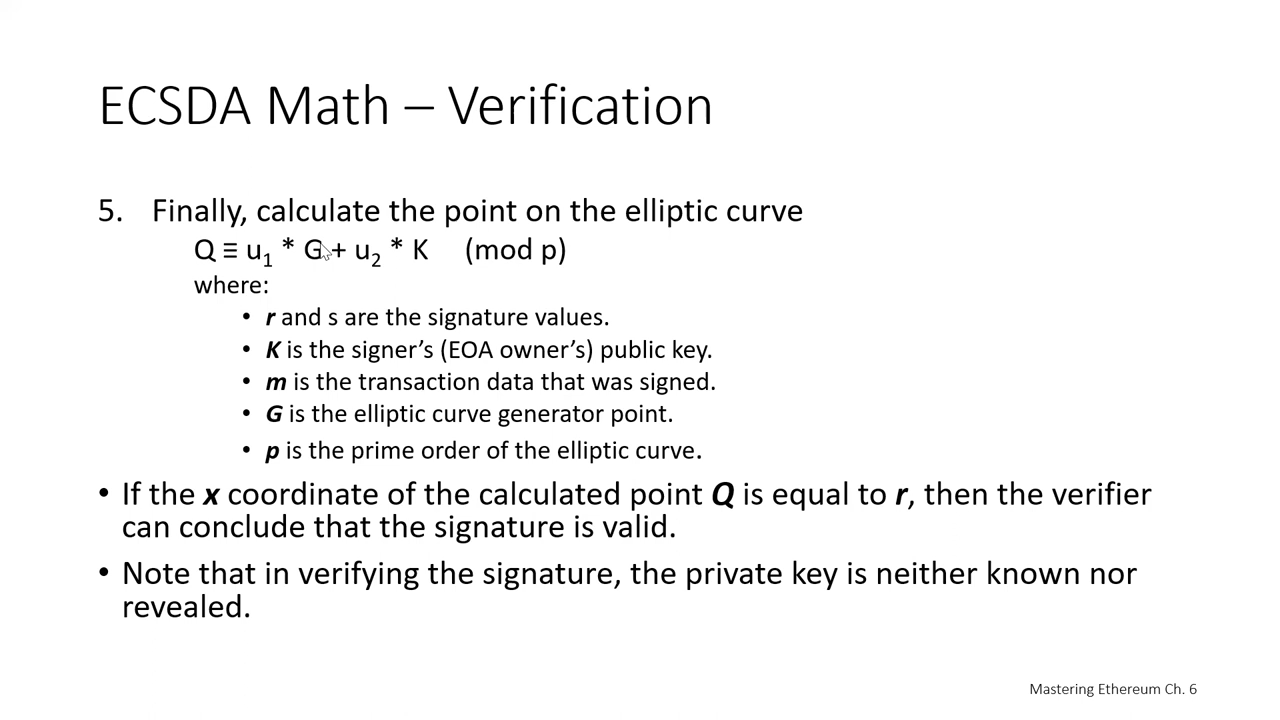 ECSDA Math – Verification
5. Finally, calculate the point on the elliptic curve
Q ≡ u₁ * G + u₂ * K (mod p)
where:
• r and s are the signature values.
• K is the signer’s (EOA owner’s) public key.
• m is the transaction data that was signed.
• G is the elliptic curve generator point.
• p is the prime order of the elliptic curve.
• If the x coordinate of the calculated point Q is equal to r, then the verifier
can conclude that the signature is valid.
• Note that in verifying the signature, the private key is neither known nor
revealed.
Mastering Ethereum Ch. 6